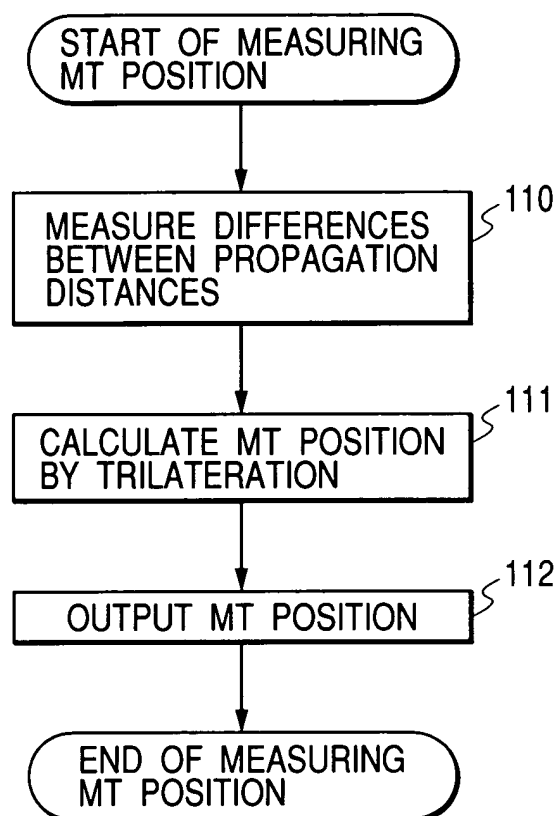 START OF MEASURING
MT POSITION
110
MEASURE DIFFERENCES
BETWEEN PROPAGATION
DISTANCES
111
CALCULATE MT POSITION
BY TRILATERATION
112
OUTPUT MT POSITION
END OF MEASURING
MT POSITION